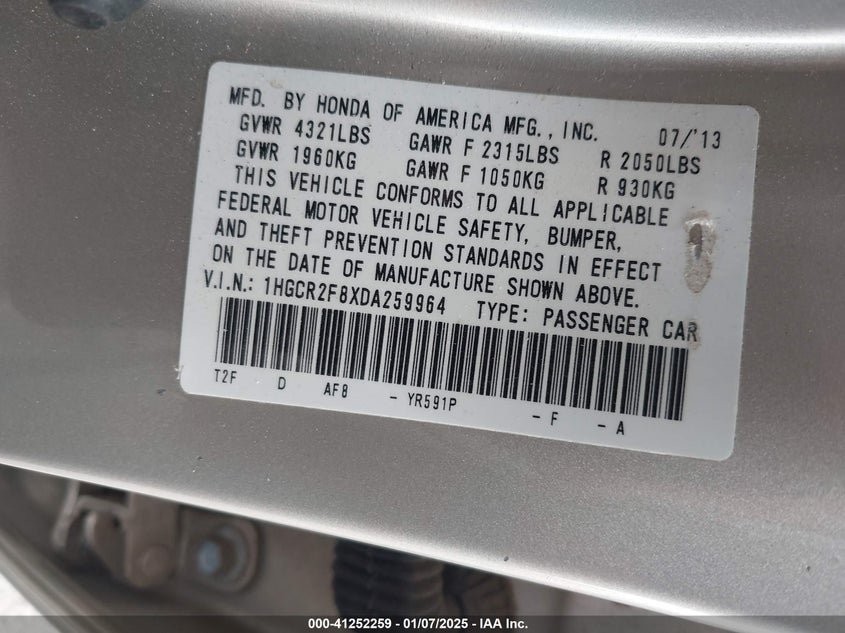 MFD. BY HONDA OF AMERICA MFG., INC. 07/'13
GVWR 4321LBS GAWR F 2315LBS R 2050LBS
GVWR 1960KG GAWR F 1050KG R 930KG
THIS VEHICLE CONFORMS TO ALL APPLICABLE
FEDERAL MOTOR VEHICLE SAFETY, BUMPER,
AND THEFT PREVENTION STANDARDS IN EFFECT
ON THE DATE OF MANUFACTURE SHOWN ABOVE.
V.I.N.: 1HGCR2F8XDA259964 TYPE: PASSENGER CAR
T2F D AF8 - YR591P - F - A
000-41252259 - 01/07/2025 - IAA Inc.